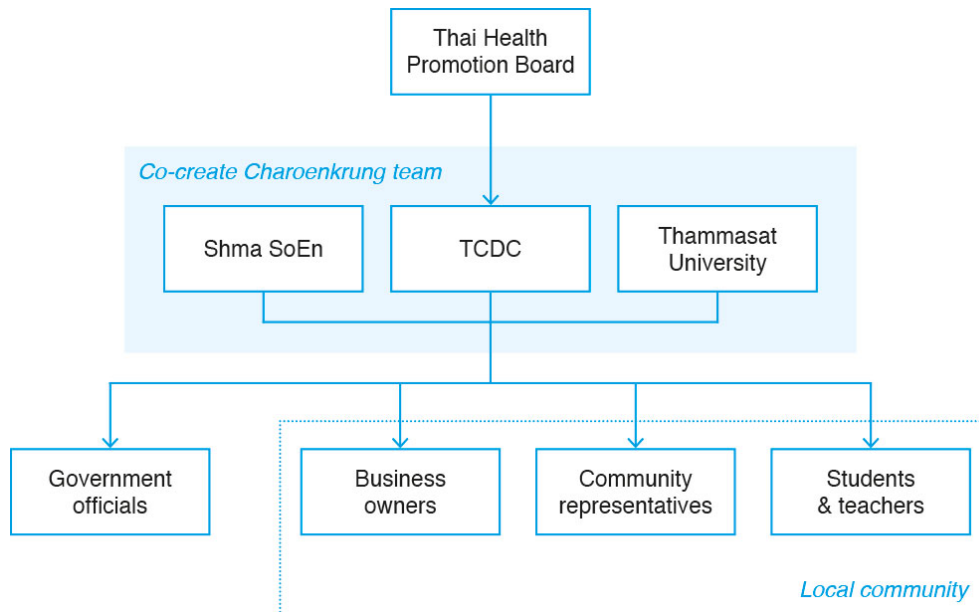 Thai Health
Promotion Board
Co-create Charoenkrung team
Shma SoEn
TCDC
Thammasat
University
Government
officials
Business
owners
Community
representatives
Students
& teachers
Local community